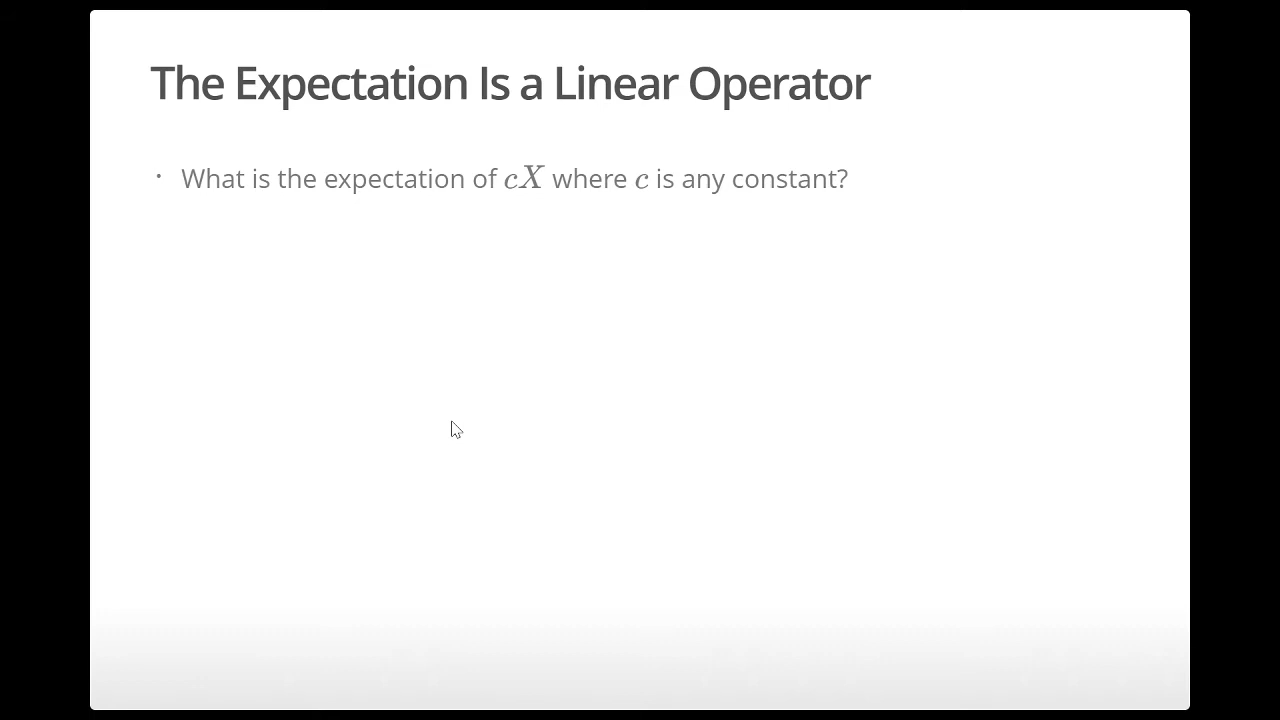 The Expectation Is a Linear Operator
• What is the expectation of cX where c is any constant?